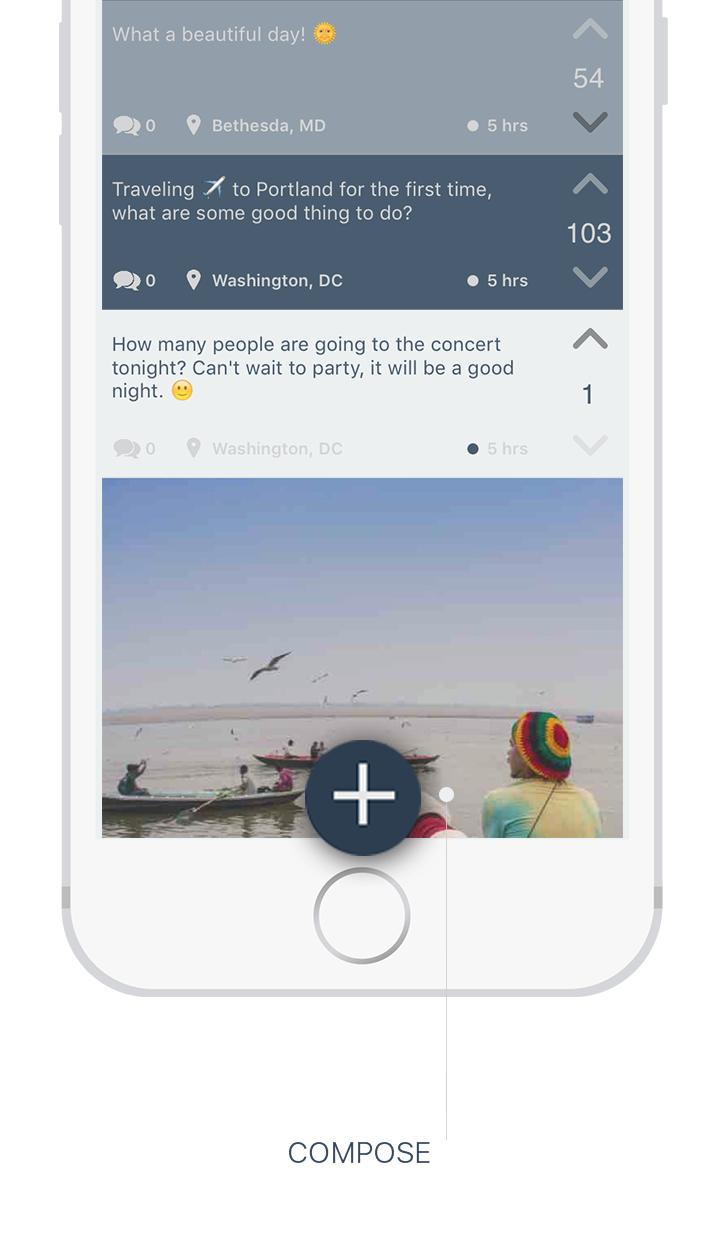 What a beautiful day! 🌞
54
0 Bethesda, MD 5 hrs
Traveling ✈️ to Portland for the first time,
what are some good thing to do?
103
0 Washington, DC 5 hrs
How many people are going to the concert
tonight? Can't wait to party, it will be a good
night. 🙂
1
0 Washington, DC 5 hrs
COMPOSE